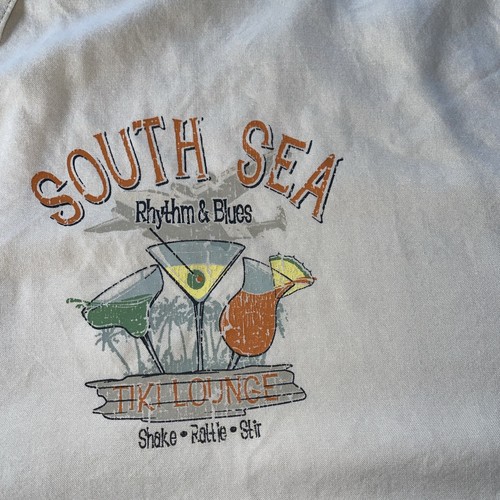 SOUTH SEA
Rhythm & Blues
TIKI LOUNGE
Shake • Rattle • Stir